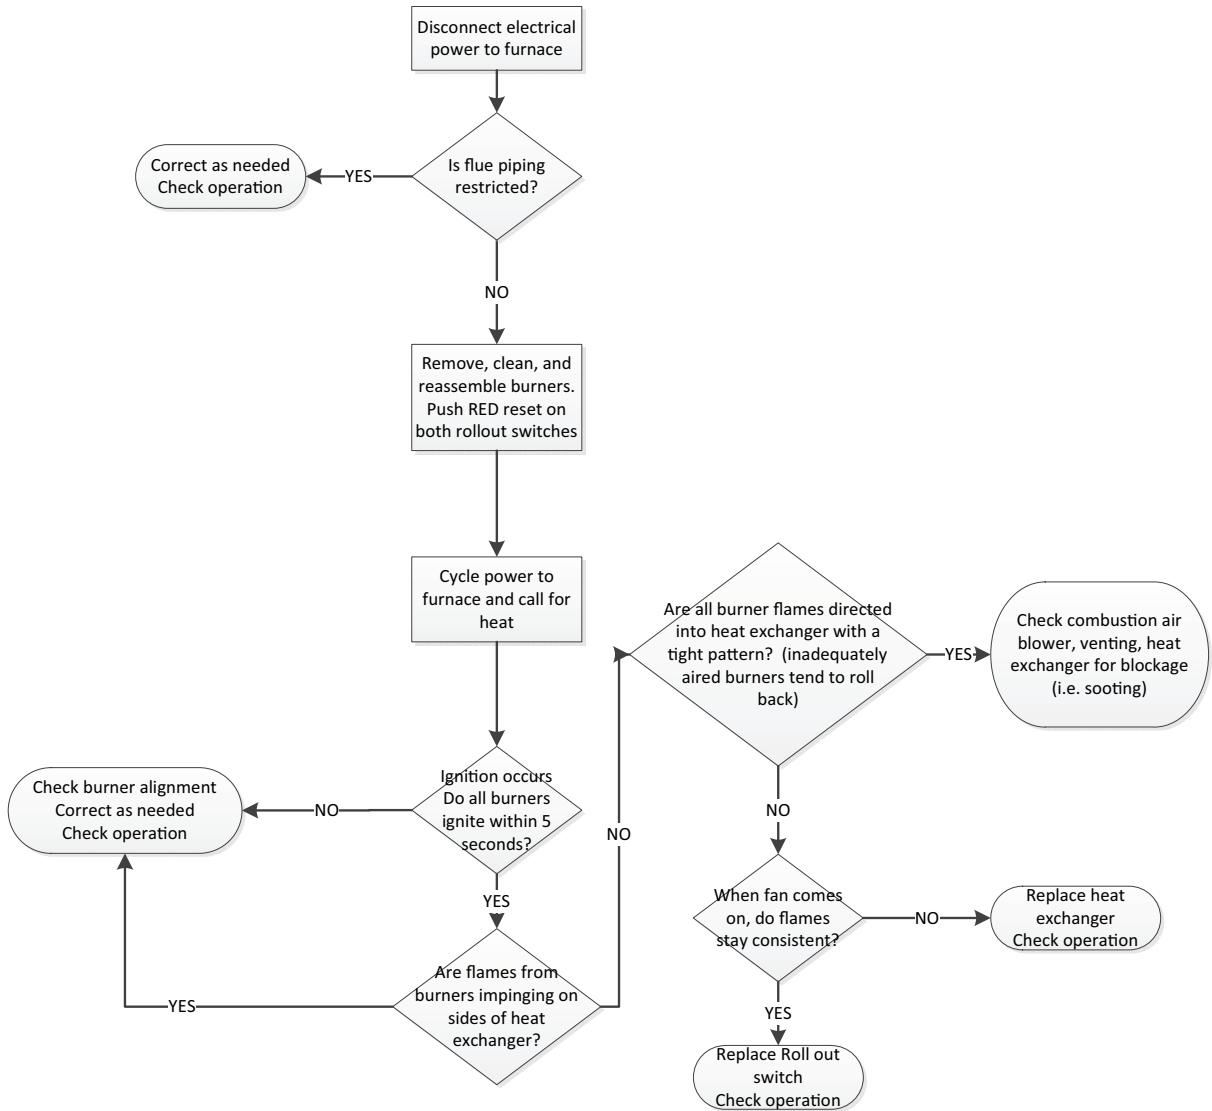 Disconnect electrical
power to furnace
Is flue piping
restricted?
YES
Correct as needed
Check operation
NO
Remove, clean, and
reassemble burners.
Push RED reset on
both rollout switches
Cycle power to
furnace and call for
heat
Ignition occurs
Do all burners
ignite within 5
seconds?
NO
Check burner alignment
Correct as needed
Check operation
YES
Are flames from
burners impinging on
sides of heat
exchanger?
YES
NO
Are all burner flames directed
into heat exchanger with a
tight pattern?  (inadequately
aired burners tend to roll
back)
YES
Check combustion air
blower, venting, heat
exchanger for blockage
(i.e. sooting)
NO
When fan comes
on, do flames
stay consistent?
NO
Replace heat
exchanger
Check operation
YES
Replace Roll out
switch
Check operation